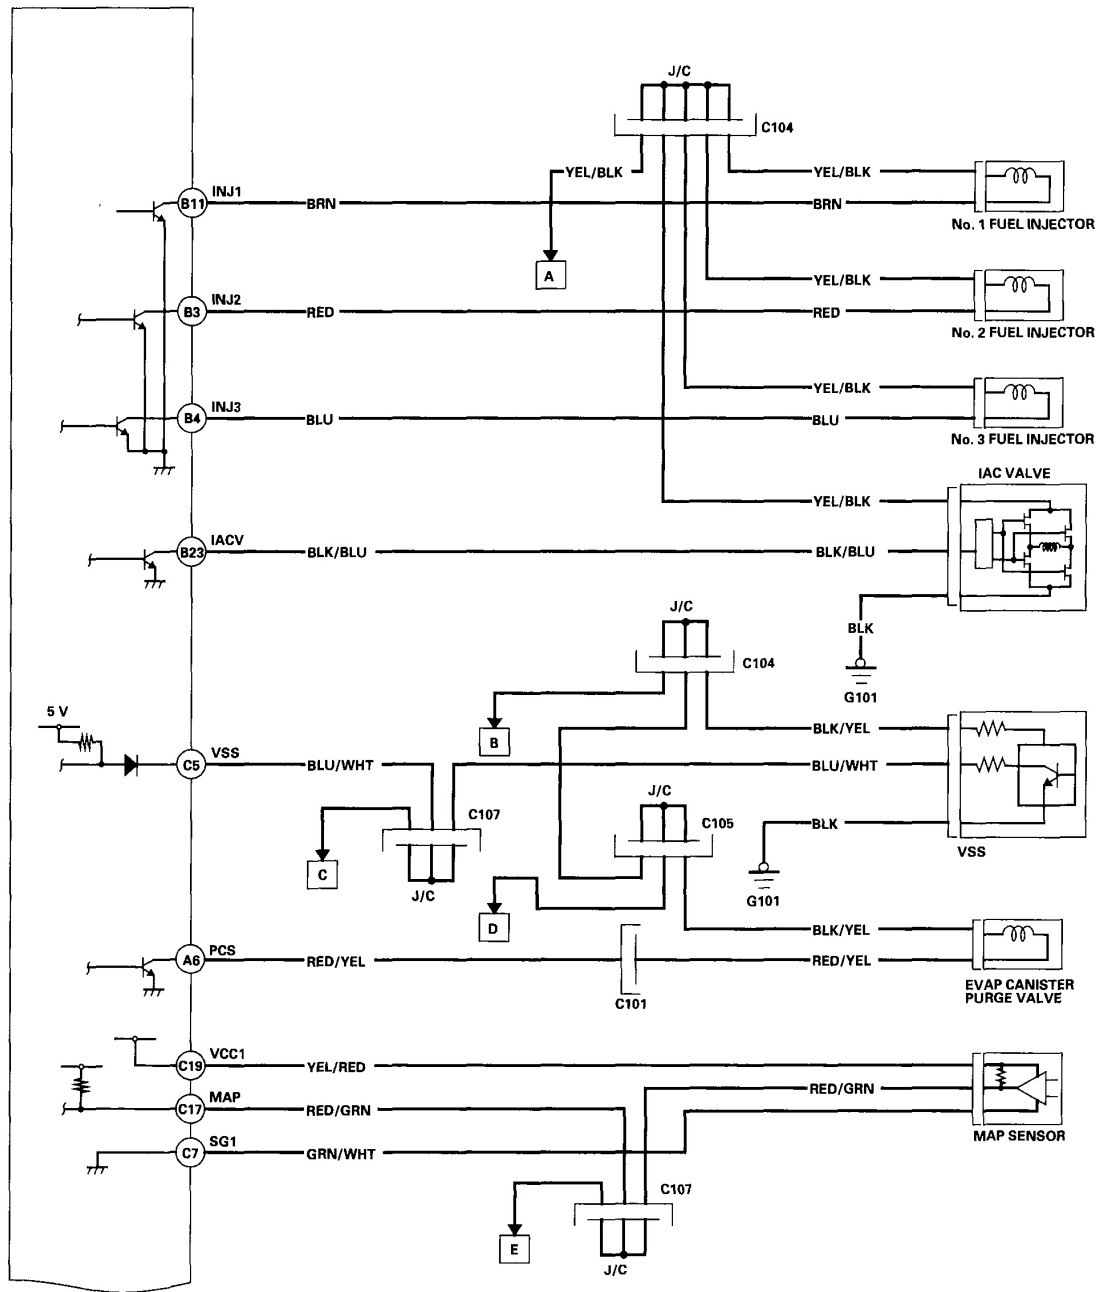 J/C
C104
YEL/BLK YEL/BLK
INJ1
B11 BRN BRN
No. 1 FUEL INJECTOR
A YEL/BLK
INJ2
B3 RED RED
No. 2 FUEL INJECTOR
YEL/BLK
INJ3
B4 BLU BLU
No. 3 FUEL INJECTOR
IAC VALVE
YEL/BLK
IACV
B23 BLK/BLU BLK/BLU
J/C
BLK
C104
G101
5 V
B BLK/YEL
VSS
C5 BLU/WHT BLU/WHT
J/C
C107 C105 BLK
VSS
C
J/C G101
D BLK/YEL
PCS
A6 RED/YEL RED/YEL
EVAP CANISTER
PURGE VALVE
C101
VCC1
C19 YEL/RED
RED/GRN
MAP
C17 RED/GRN
MAP SENSOR
SG1
C7 GRN/WHT
C107
E
J/C